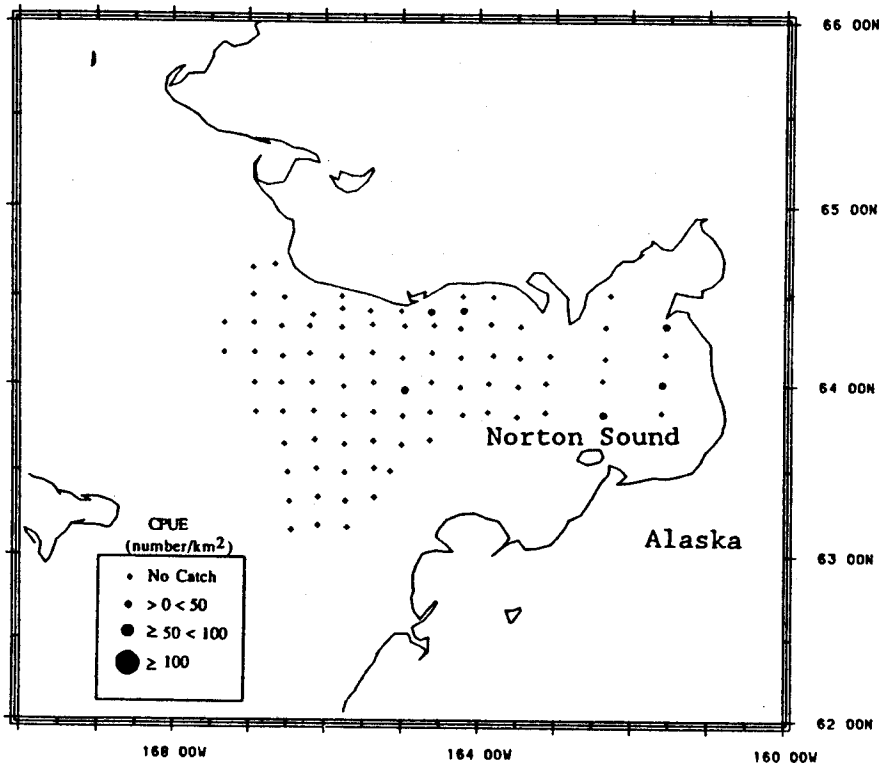 66 00N
65 00N
64 00N
Norton Sound
Alaska
63 00N
CPUE
(number/km²)
No Catch
> 0 < 50
≥ 50 < 100
≥ 100
62 00N
168 00W
164 00W
160 00W